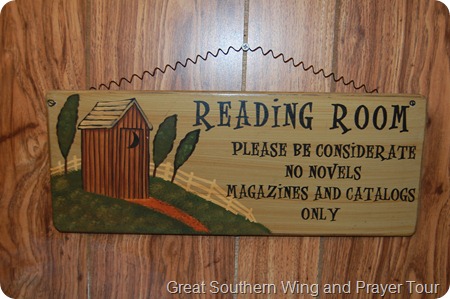 READING ROOM
PLEASE BE CONSIDERATE
NO NOVELS
MAGAZINES AND CATALOGS
ONLY
Great Southern Wing and Prayer Tour